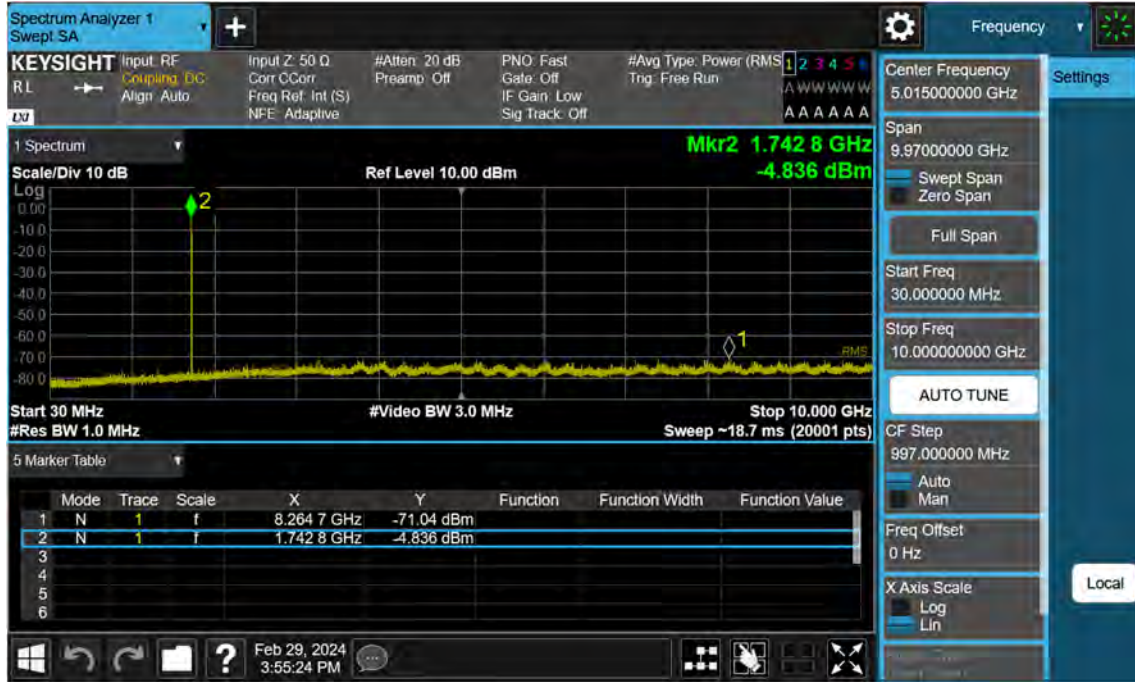 Spectrum Analyzer 1
Swept SA
+
Frequency
KEYSIGHT
RL
LXI
Input: RF
Coupling: DC
Align: Auto
Input Z: 50 Ω
Corr CCorr
Freq Ref: Int (S)
NFE: Adaptive
#Atten: 20 dB
Preamp: Off
PNO: Fast
Gate: Off
IF Gain: Low
Sig Track: Off
#Avg Type: Power (RMS
Trig: Free Run
1 2 3 4 5 6
A W W W W W
A A A A A A
1 Spectrum
Scale/Div 10 dB
Ref Level 10.00 dBm
Mkr2 1.742 8 GHz
-4.836 dBm
Log
0.00
-10.0
-20.0
-30.0
-40.0
-50.0
-60.0
-70.0
-80.0
2
1
RMS
Start 30 MHz
#Video BW 3.0 MHz
Stop 10.000 GHz
#Res BW 1.0 MHz
Sweep ~18.7 ms (20001 pts)
5 Marker Table
Mode Trace Scale X Y Function Function Width Function Value
1 N 1 f 8.264 7 GHz -71.04 dBm
2 N 1 f 1.742 8 GHz -4.836 dBm
3
4
5
6
?
Feb 29, 2024
3:55:24 PM
Center Frequency
5.015000000 GHz
Settings
Span
9.97000000 GHz
Swept Span
Zero Span
Full Span
Start Freq
30.000000 MHz
Stop Freq
10.000000000 GHz
AUTO TUNE
CF Step
997.000000 MHz
Auto
Man
Freq Offset
0 Hz
X Axis Scale
Log
Lin
Local